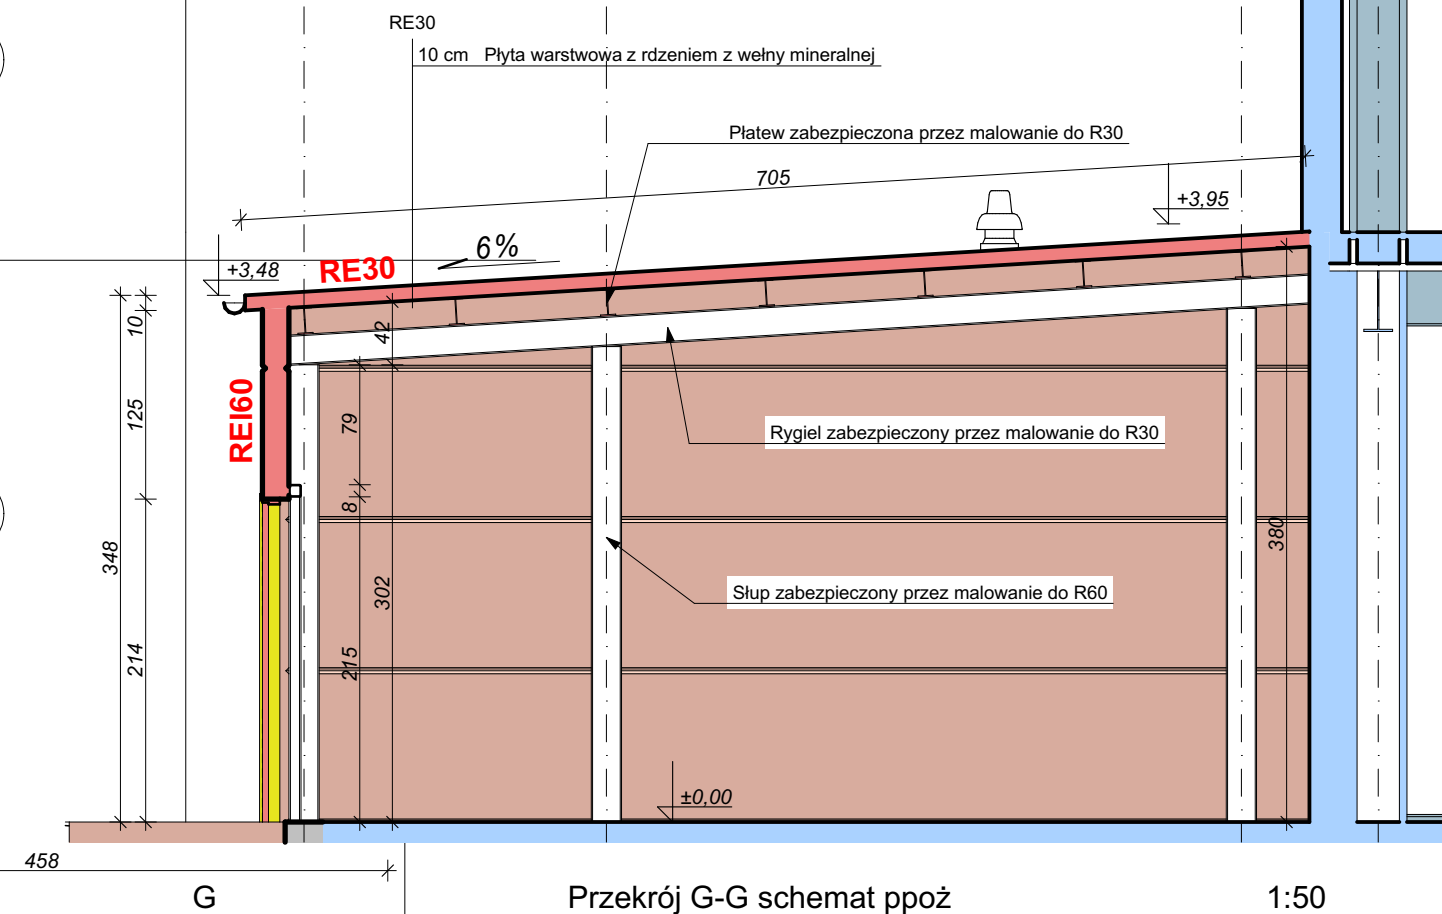 RE30
10 cm Płyta warstwowa z rdzeniem z wełny mineralnej
Płatew zabezpieczona przez malowanie do R30
705
+3,95
6%
+3,48
RE30
10
42
REI60
125
79
Rygiel zabezpieczony przez malowanie do R30
8
348
380
302
Słup zabezpieczony przez malowanie do R60
214
215
±0,00
458
G
Przekrój G-G schemat ppoż
1:50